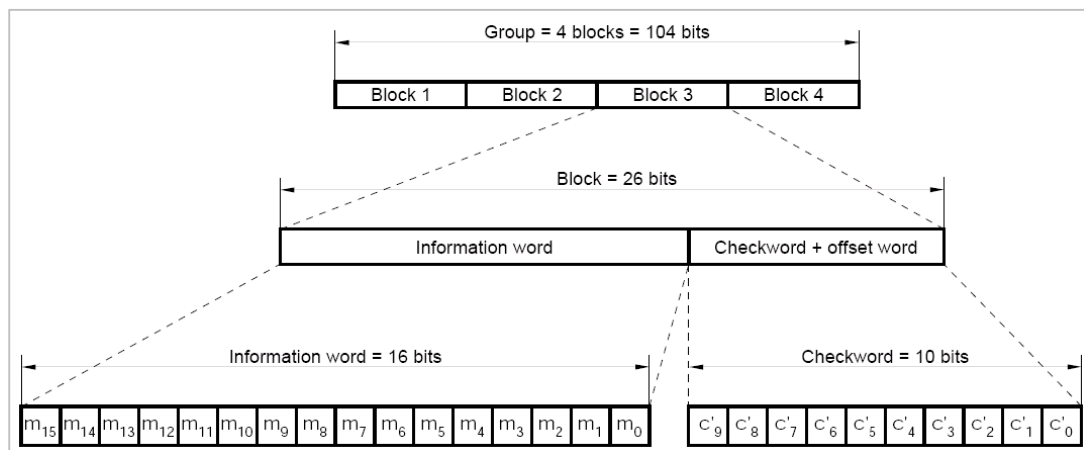 Group = 4 blocks = 104 bits
Block 1 Block 2 Block 3 Block 4
Block = 26 bits
Information word Checkword + offset word
Information word = 16 bits Checkword = 10 bits
m15 m14 m13 m12 m11 m10 m9 m8 m7 m6 m5 m4 m3 m2 m1 m0 c'9 c'8 c'7 c'6 c'5 c'4 c'3 c'2 c'1 c'0